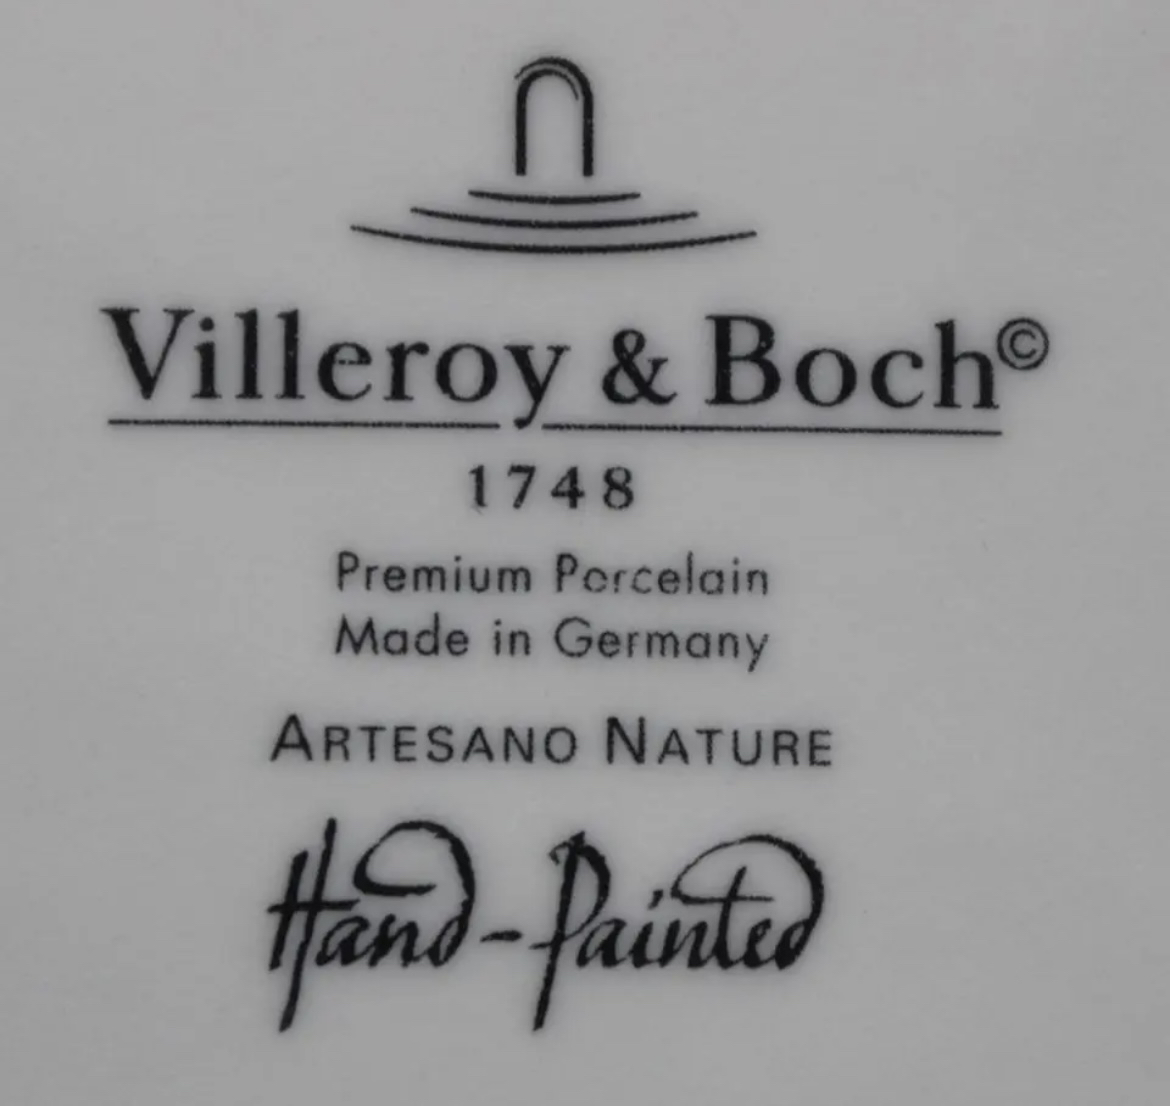 Villeroy & Boch©
1748
Premium Porcelain
Made in Germany
ARTESANO NATURE
Hand-Painted